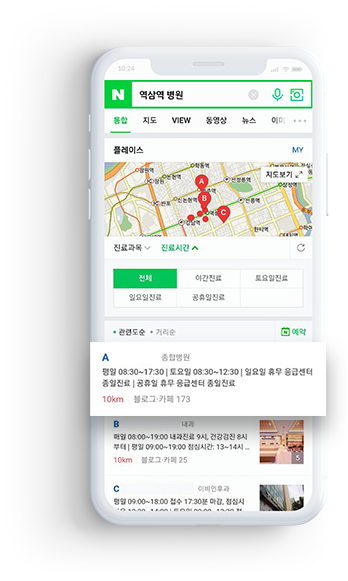 10:24
N 역삼역 병원
통합 지도 VIEW 동영상 뉴스 이미
플레이스 MY
지도보기
A
B
C
진료과목 진료시간
전체 야간진료 토요일진료
일요일진료 공휴일진료
• 관련도순 • 거리순 예약
A 종합병원
평일 08:30~17:30 | 토요일 08:30~12:30 | 일요일 휴무 응급센터
종일진료 | 공휴일 휴무 응급센터 종일진료
10km 블로그·카페 173
B 내과
평일 08:00~19:00 내과진료 9시, 건강검진 8시
부터 | 평일 09:00~19:00 점심시간: 13~14시 ...
10km 블로그·카페 25
5
C 이비인후과
평일 09:00~18:00 접수 17:30분 마감, 점심시